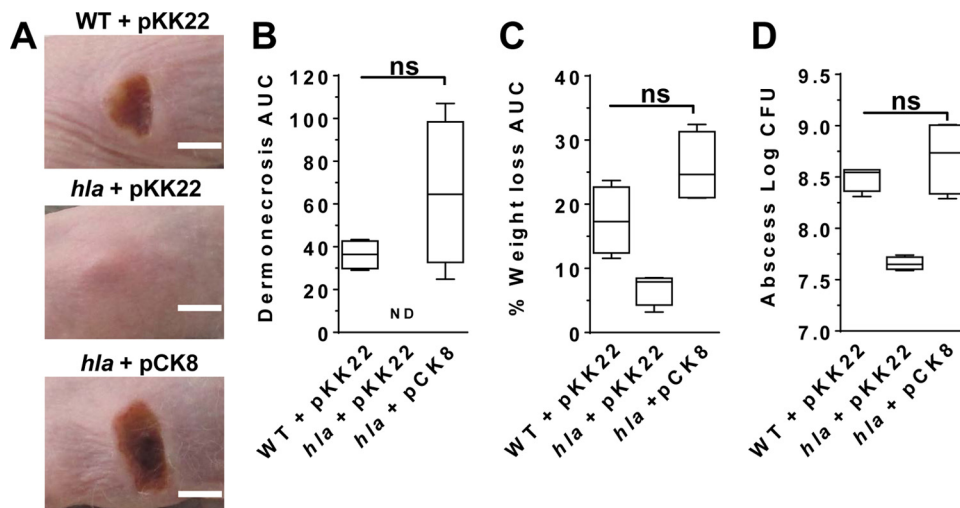 A
WT + pKK22
hla + pKK22
hla + pCK8
B
Dermonecrosis AUC
120
100
80
60
40
20
0
ns
ND
WT + pKK22
hla + pKK22
hla + pCK8
C
% Weight loss AUC
40
30
20
10
0
ns
WT + pKK22
hla + pKK22
hla +pCK8
D
Abscess Log CFU
9.5
9.0
8.5
8.0
7.5
7.0
ns
WT + pKK22
hla + pKK22
hla + pCK8